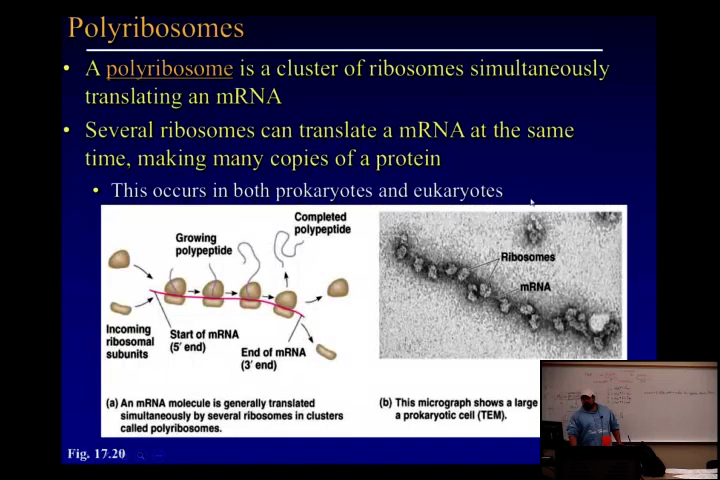 Polyribosomes
• A polyribosome is a cluster of ribosomes simultaneously
translating an mRNA
• Several ribosomes can translate a mRNA at the same
time, making many copies of a protein
• This occurs in both prokaryotes and eukaryotes
Completed
polypeptide
Growing
polypeptide
Incoming
ribosomal
subunits
Start of mRNA
(5′ end)
End of mRNA
(3′ end)
(a) An mRNA molecule is generally translated
simultaneously by several ribosomes in clusters
called polyribosomes.
Ribosomes
mRNA
(b) This micrograph shows a large
a prokaryotic cell (TEM).
Fig. 17.20